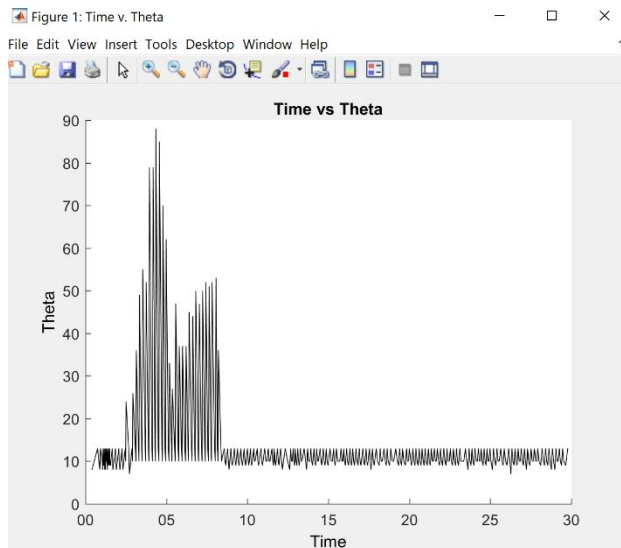 Figure 1: Time v. Theta
File Edit View Insert Tools Desktop Window Help
Time vs Theta
90
80
70
60
50
40
30
20
10
0
Theta
00 05 10 15 20 25 30
Time